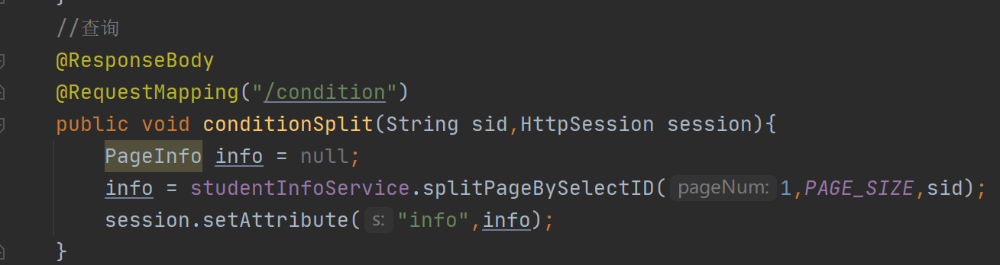 }
//查询
@ResponseBody
@RequestMapping("/condition")
public void conditionSplit(String sid,HttpSession session){
PageInfo info = null;
info = studentInfoService.splitPageBySelectID( pageNum: 1,PAGE_SIZE,sid);
session.setAttribute( s: "info",info);
}